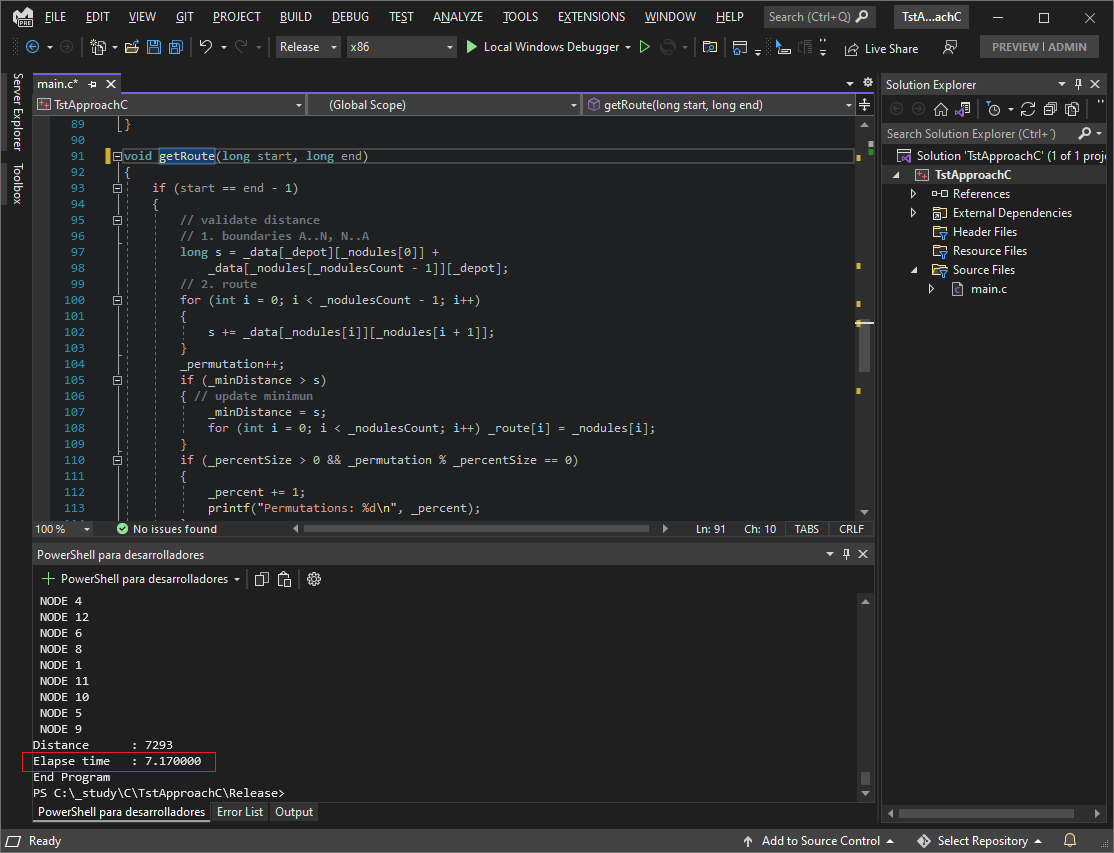 FILE EDIT VIEW GIT PROJECT BUILD DEBUG TEST ANALYZE TOOLS EXTENSIONS WINDOW HELP Search (Ctrl+Q) TstA...achC
PRE
Release x86 Local Windows Debugger Live Share PREVIEW | ADMIN
Server Explorer
Toolbox
main.c*
TstApproachC (Global Scope) getRoute(long start, long end)
89 }
90
91 void getRoute(long start, long end)
92 {
93 if (start == end - 1)
94 {
95 // validate distance
96 // 1. boundaries A..N, N..A
97 long s = _data[_depot][_nodules[0]] +
98 _data[_nodules[_nodulesCount - 1]][_depot];
99 // 2. route
100 for (int i = 0; i < _nodulesCount - 1; i++)
101 {
102 s += _data[_nodules[i]][_nodules[i + 1]];
103 }
104 _permutation++;
105 if (_minDistance > s)
106 { // update minimun
107 _minDistance = s;
108 for (int i = 0; i < _nodulesCount; i++) _route[i] = _nodules[i];
109 }
110 if (_percentSize > 0 && _permutation % _percentSize == 0)
111 {
112 _percent += 1;
113 printf("Permutations: %d\n", _percent);
100 % No issues found Ln: 91 Ch: 10 TABS CRLF
PowerShell para desarrolladores
PowerShell para desarrolladores
NODE 4
NODE 12
NODE 6
NODE 8
NODE 1
NODE 11
NODE 10
NODE 5
NODE 9
Distance : 7293
Elapse time : 7.170000
End Program
PS C:\_study\C\TstApproachC\Release>
PowerShell para desarrolladores Error List Output
Solution Explorer
Search Solution Explorer (Ctrl+´)
Solution 'TstApproachC' (1 of 1 proje
TstApproachC
References
External Dependencies
Header Files
Resource Files
Source Files
main.c
Ready Add to Source Control Select Repository